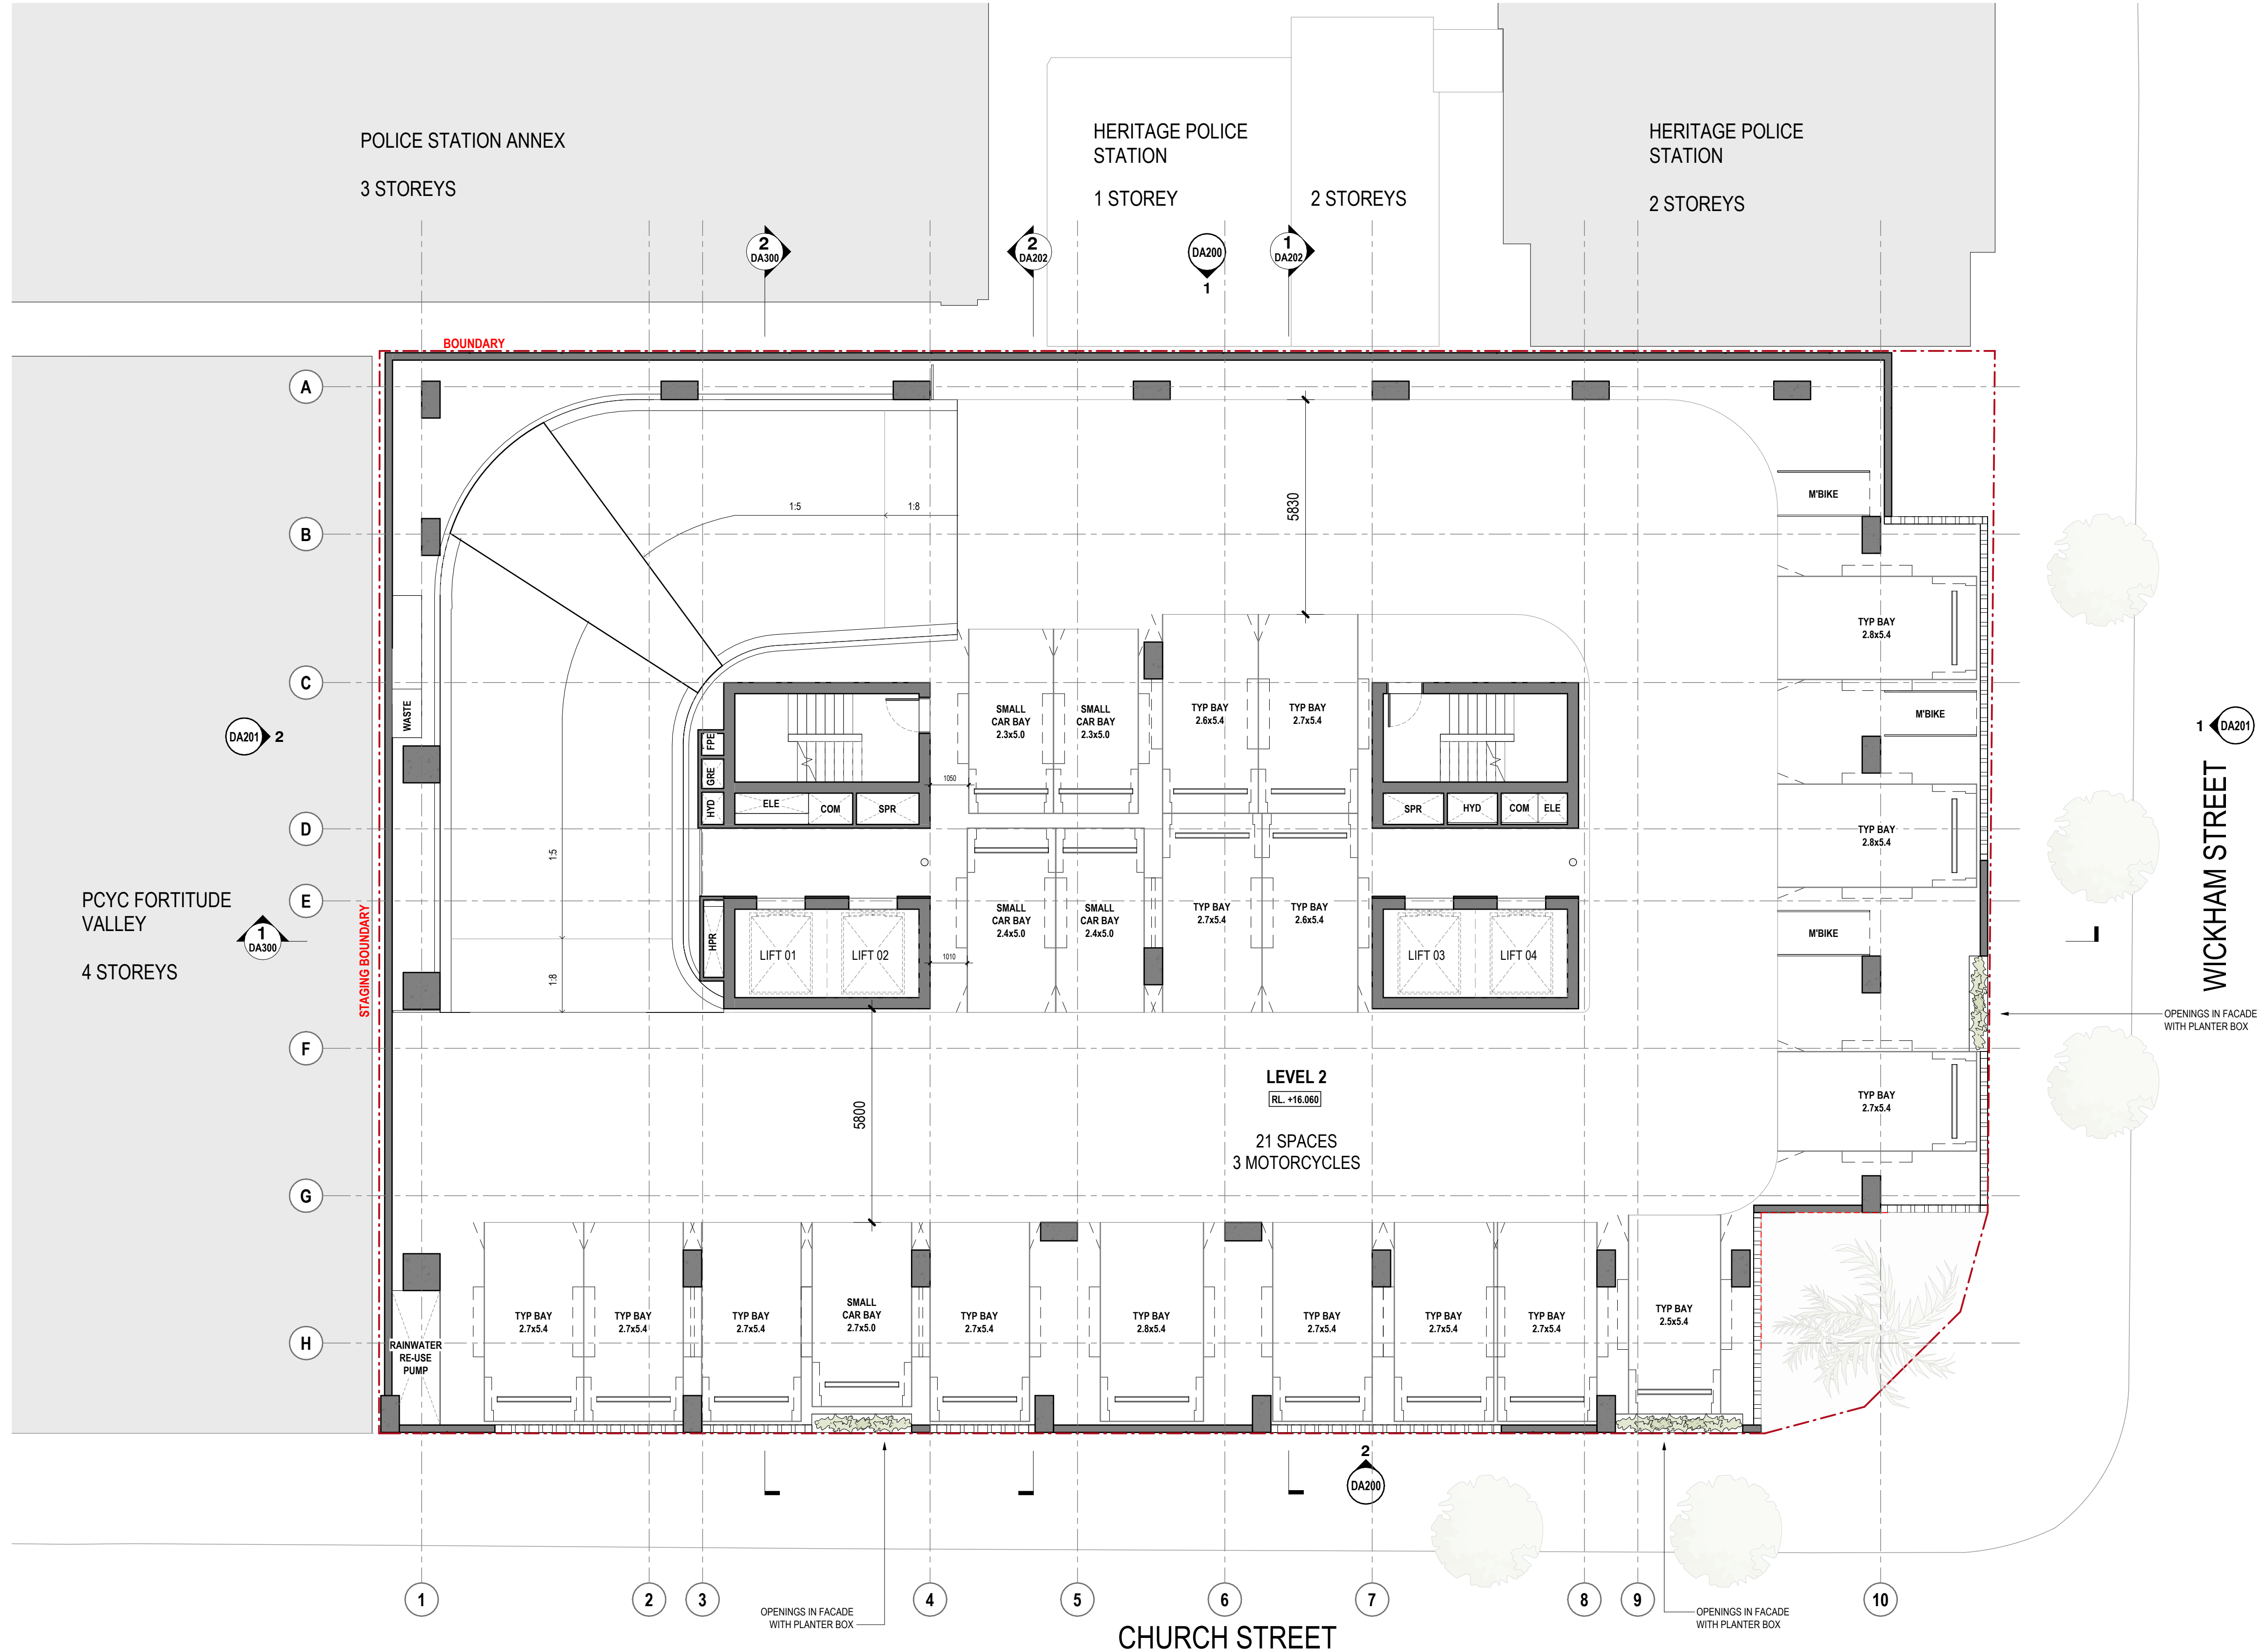 POLICE STATION ANNEX
3 STOREYS
HERITAGE POLICE
STATION
1 STOREY
2 STOREYS
HERITAGE POLICE
STATION
2 STOREYS
2
DA300
2
DA202
DA200
1
1
DA202
BOUNDARY
A
B
C
D
E
F
G
H
1:5
1:8
5830
M'BIKE
TYP BAY
2.8x5.4
M'BIKE
TYP BAY
2.8x5.4
M'BIKE
TYP BAY
2.7x5.4
WASTE
DA201
2
1
DA201
WICKHAM STREET
FPE
GRE
HYD
ELE
COM
SPR
1050
SMALL
CAR BAY
2.3x5.0
SMALL
CAR BAY
2.3x5.0
TYP BAY
2.6x5.4
TYP BAY
2.7x5.4
SPR
HYD
COM
ELE
1:5
1:8
PCYC FORTITUDE
VALLEY
4 STOREYS
1
DA300
STAGING BOUNDARY
HPR
LIFT 01
LIFT 02
1010
SMALL
CAR BAY
2.4x5.0
SMALL
CAR BAY
2.4x5.0
TYP BAY
2.7x5.4
TYP BAY
2.6x5.4
LIFT 03
LIFT 04
OPENINGS IN FACADE
WITH PLANTER BOX
5800
LEVEL 2
RL. +16.060
21 SPACES
3 MOTORCYCLES
RAINWATER
RE-USE
PUMP
TYP BAY
2.7x5.4
TYP BAY
2.7x5.4
TYP BAY
2.7x5.4
SMALL
CAR BAY
2.7x5.0
TYP BAY
2.7x5.4
TYP BAY
2.8x5.4
TYP BAY
2.7x5.4
TYP BAY
2.7x5.4
TYP BAY
2.7x5.4
TYP BAY
2.5x5.4
2
DA200
1
2
3
4
5
6
7
8
9
10
OPENINGS IN FACADE
WITH PLANTER BOX
OPENINGS IN FACADE
WITH PLANTER BOX
CHURCH STREET